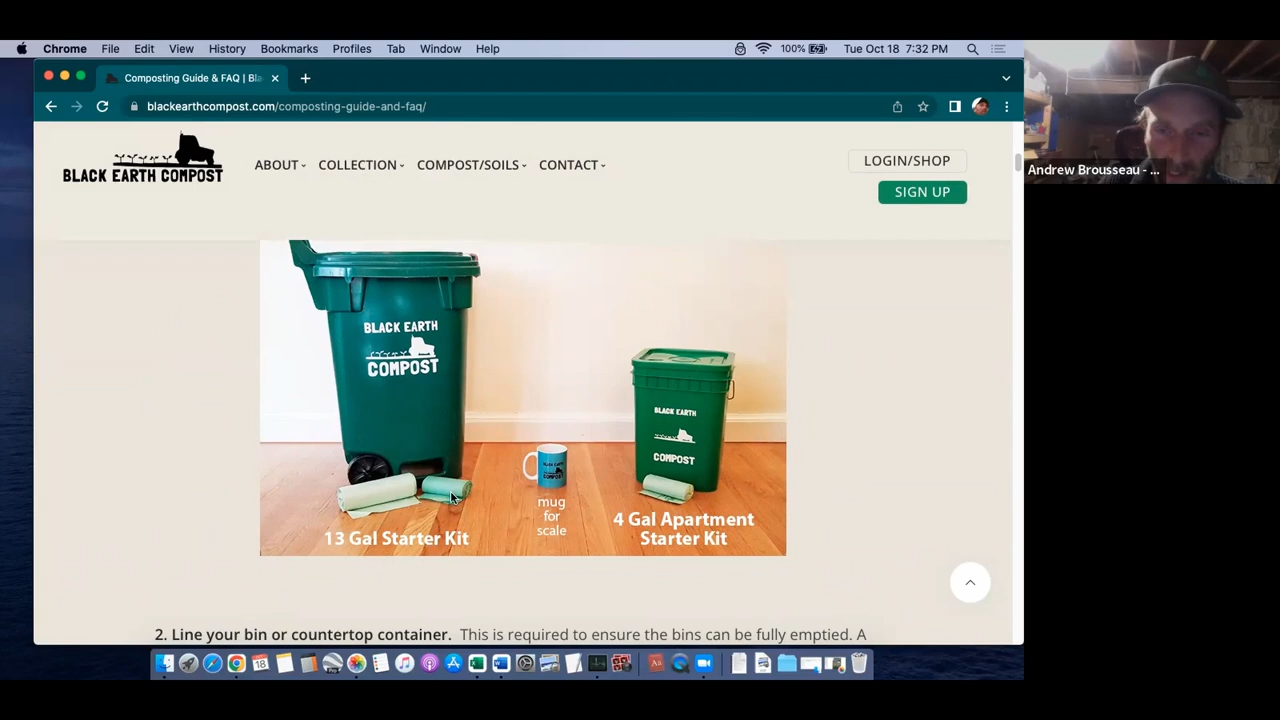 Chrome File Edit View History Bookmarks Profiles Tab Window Help 100% Tue Oct 18 7:32 PM
Composting Guide & FAQ | Bla
blackearthcompost.com/composting-guide-and-faq/
BLACK EARTH COMPOST
ABOUT COLLECTION COMPOST/SOILS CONTACT
LOGIN/SHOP
SIGN UP
Andrew Brousseau - ...
BLACK EARTH
COMPOST
BLACK EARTH
COMPOST
mug
for
scale
13 Gal Starter Kit
4 Gal Apartment
Starter Kit
2. Line your bin or countertop container. This is required to ensure the bins can be fully emptied. A
18